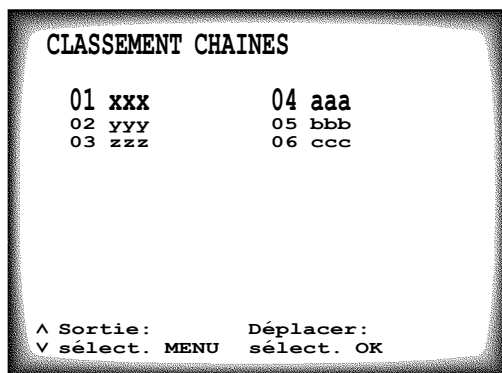 CLASSEMENT CHAINES
01 xxx 04 aaa
02 yyy 05 bbb
03 zzz 06 ccc
^ Sortie: Déplacer:
v sélect. MENU sélect. OK